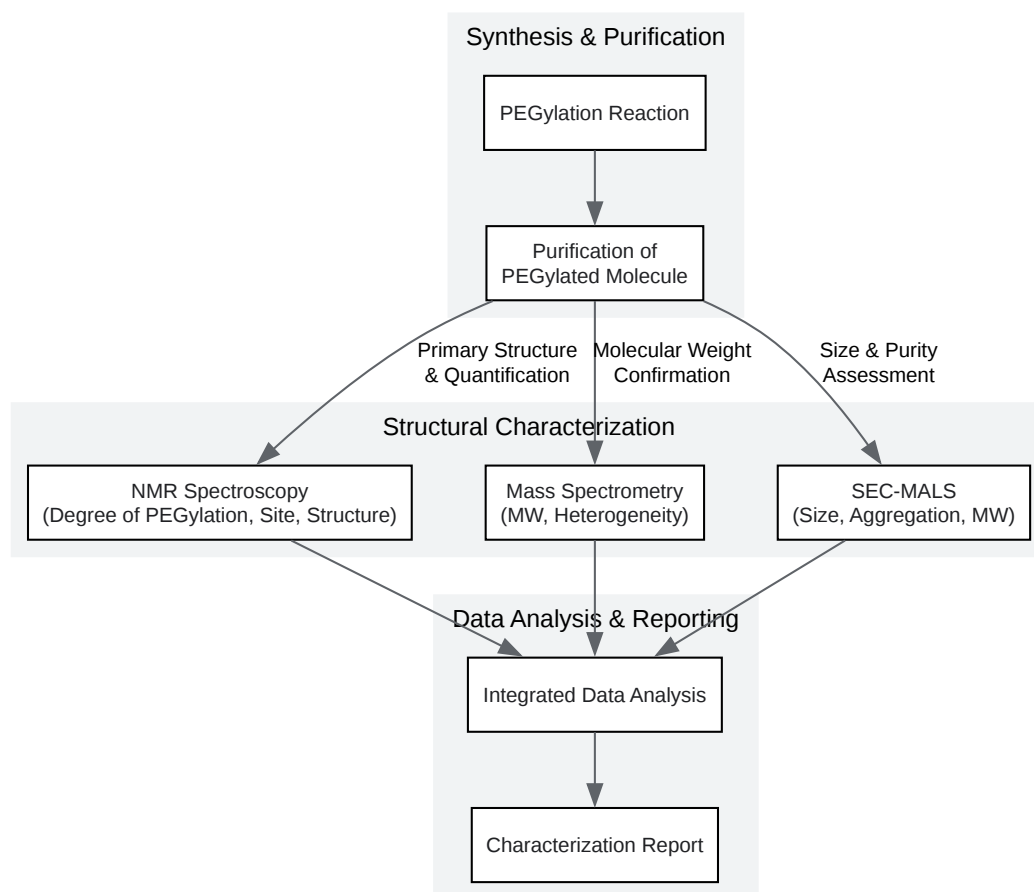 Synthesis & Purification
PEGylation Reaction
Purification of
PEGylated Molecule
Primary Structure
& Quantification
Molecular Weight
Confirmation
Size & Purity
Assessment
Structural Characterization
NMR Spectroscopy
(Degree of PEGylation, Site, Structure)
Mass Spectrometry
(MW, Heterogeneity)
SEC-MALS
(Size, Aggregation, MW)
Data Analysis & Reporting
Integrated Data Analysis
Characterization Report